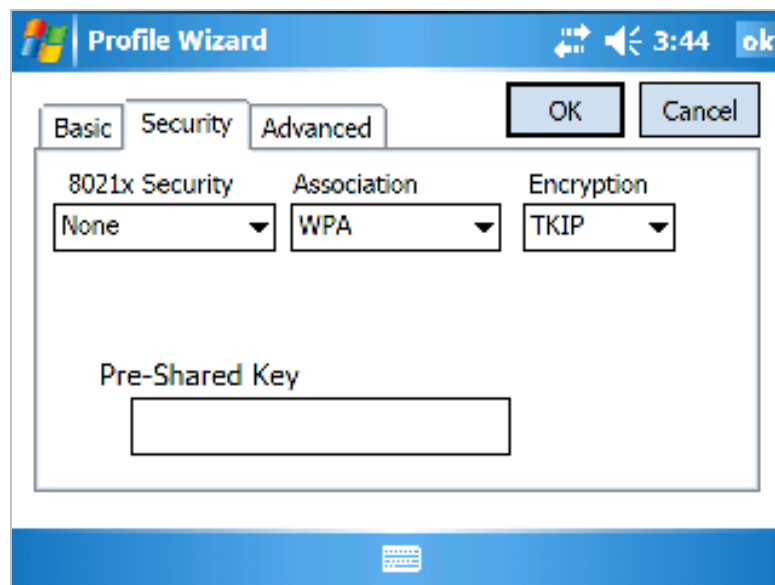 Profile Wizard 3:44 ok
OK Cancel
Basic Security Advanced
8021x Security Association Encryption
None WPA TKIP
Pre-Shared Key